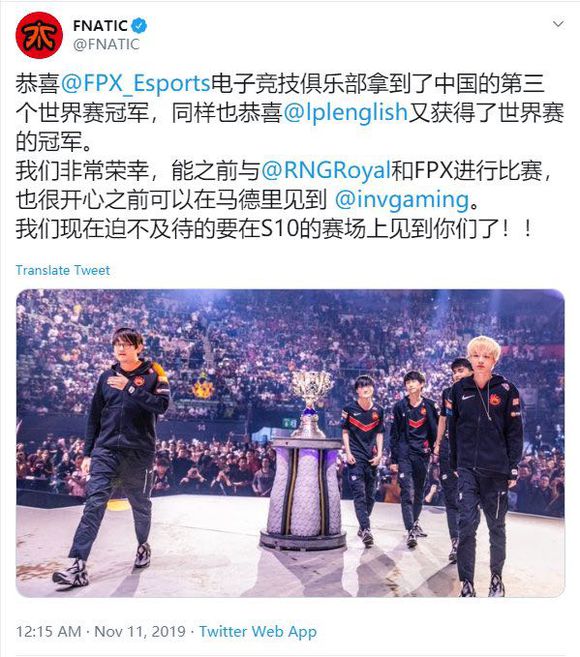 FNATIC
@FNATIC
恭喜@FPX_Esports电子竞技俱乐部拿到了中国的第三
个世界赛冠军，同样也恭喜@lplenglish又获得了世界赛
的冠军。
我们非常荣幸，能之前与@RNGRoyal和FPX进行比赛，
也很开心之前可以在马德里见到 @invgaming。
我们现在迫不及待的要在S10的赛场上见到你们了！！
Translate Tweet
12:15 AM · Nov 11, 2019 · Twitter Web App